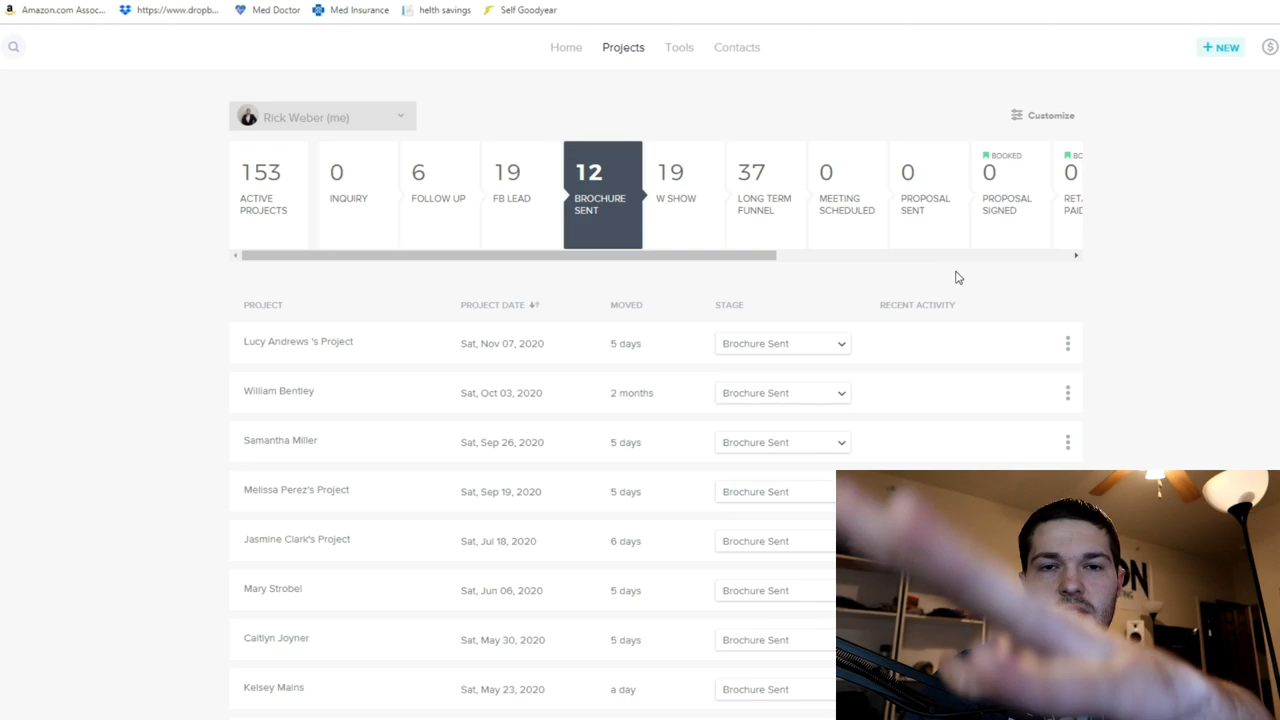 Amazon.com Assoc... https://www.dropb... Med Doctor Med Insurance helth savings Self Goodyear
Home Projects Tools Contacts + NEW $
Rick Weber (me) Customize
153 ACTIVE PROJECTS
0 INQUIRY
6 FOLLOW UP
19 FB LEAD
12 BROCHURE SENT
19 W SHOW
37 LONG TERM FUNNEL
0 MEETING SCHEDULED
0 PROPOSAL SENT
BOOKED 0 PROPOSAL SIGNED
BO 0 RETA PAID
PROJECT PROJECT DATE MOVED STAGE RECENT ACTIVITY
Lucy Andrews 's Project Sat, Nov 07, 2020 5 days Brochure Sent
William Bentley Sat, Oct 03, 2020 2 months Brochure Sent
Samantha Miller Sat, Sep 26, 2020 5 days Brochure Sent
Melissa Perez's Project Sat, Sep 19, 2020 5 days Brochure Sent
Jasmine Clark's Project Sat, Jul 18, 2020 6 days Brochure Sent
Mary Strobel Sat, Jun 06, 2020 5 days Brochure Sent
Caitlyn Joyner Sat, May 30, 2020 5 days Brochure Sent
Kelsey Mains Sat, May 23, 2020 a day Brochure Sent